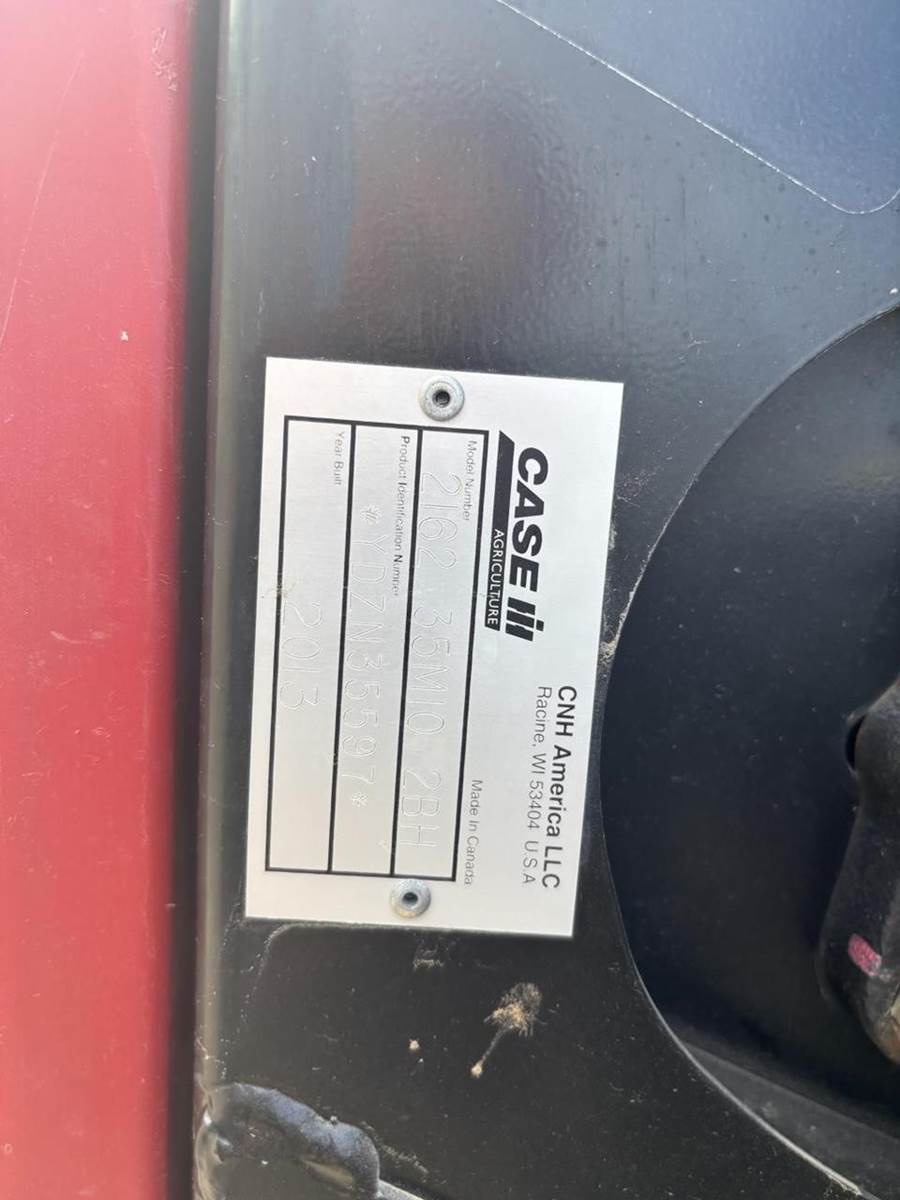 CASE IH
AGRICULTURE
CNH America LLC
Racine, WI 53404 U.S.A
Made In Canada
Model Number
2162 35M10 2BH
Product Identification Number
*YDZN35597*
Year Built
2013